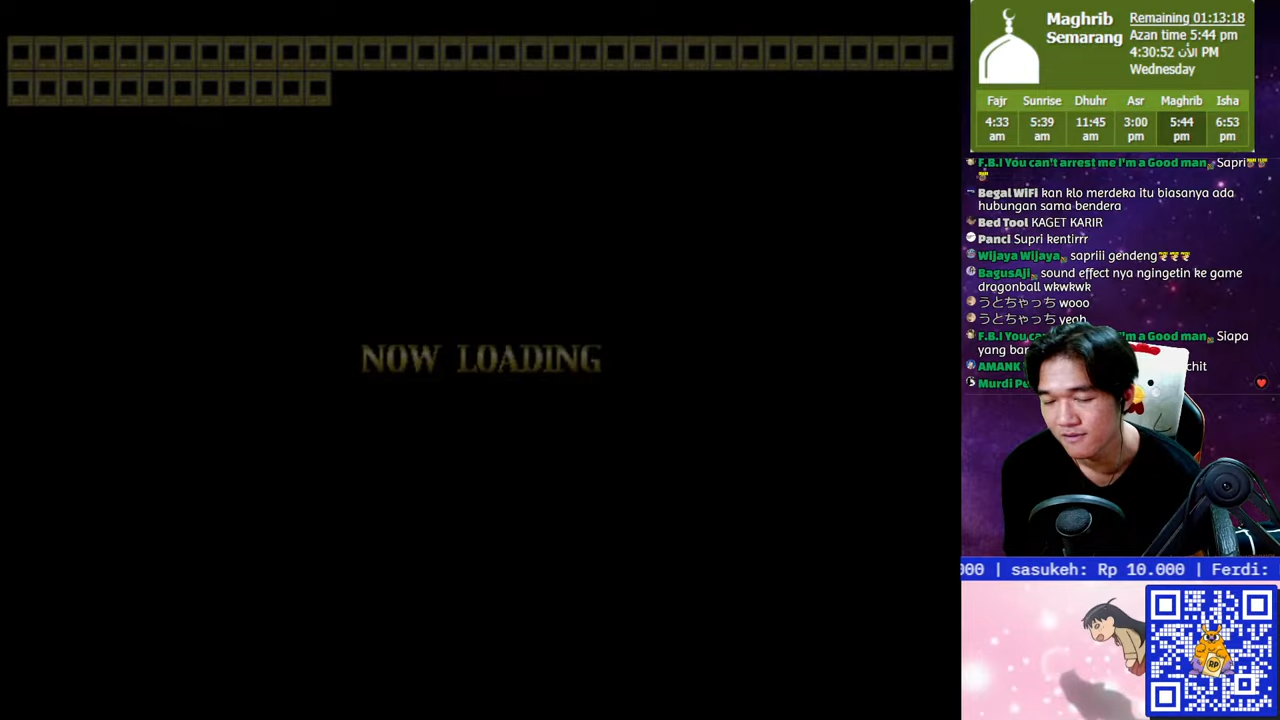 NOW LOADING
Maghrib
Semarang
Remaining 01:13:18
Azan time 5:44 pm
4:30:52 الأن PM
Wednesday
Fajr Sunrise Dhuhr Asr Maghrib Isha
4:33 5:39 11:45 3:00 5:44 6:53
am am am pm pm pm
F.B.I You can't arrest me I'm a Good man Sapri
Begal WiFi kan klo merdeka itu biasanya ada
hubungan sama bendera
Bed Tool KAGET KARIR
Panci Supri kentirrr
Wijaya Wijaya sapriii gendeng
BagusAji sound effect nya ngingetin ke game
dragonball wkwkwk
うとちゃっち wooo
うとちゃっち yeah
F.B.I You 'm a Good man Siapa
yang
AMANK chit
Murdi
000 | sasukeh: Rp 10.000 | Ferdi:
RP